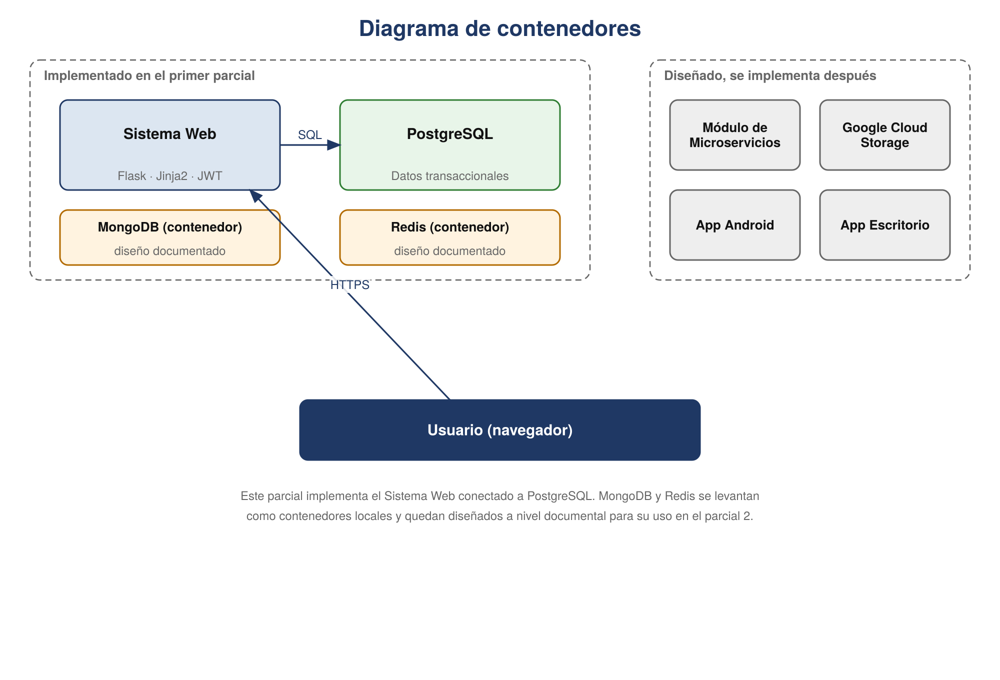 Diagrama de contenedores
Implementado en el primer parcial
Sistema Web
Flask · Jinja2 · JWT
SQL
PostgreSQL
Datos transaccionales
MongoDB (contenedor)
diseño documentado
Redis (contenedor)
diseño documentado
Diseñado, se implementa después
Módulo de
Microservicios
Google Cloud
Storage
App Android
App Escritorio
HTTPS
Usuario (navegador)
Este parcial implementa el Sistema Web conectado a PostgreSQL. MongoDB y Redis se levantan
como contenedores locales y quedan diseñados a nivel documental para su uso en el parcial 2.